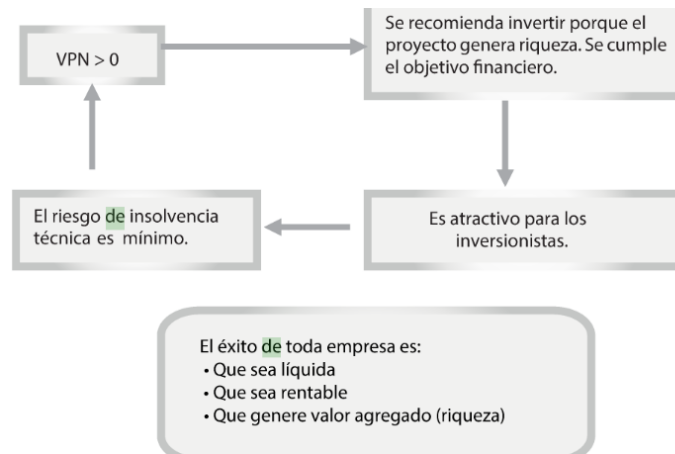 VPN > 0
Se recomienda invertir porque el
proyecto genera riqueza. Se cumple
el objetivo financiero.
Es atractivo para los
inversionistas.
El riesgo de insolvencia
técnica es mínimo.
El éxito de toda empresa es:
• Que sea líquida
• Que sea rentable
• Que genere valor agregado (riqueza)